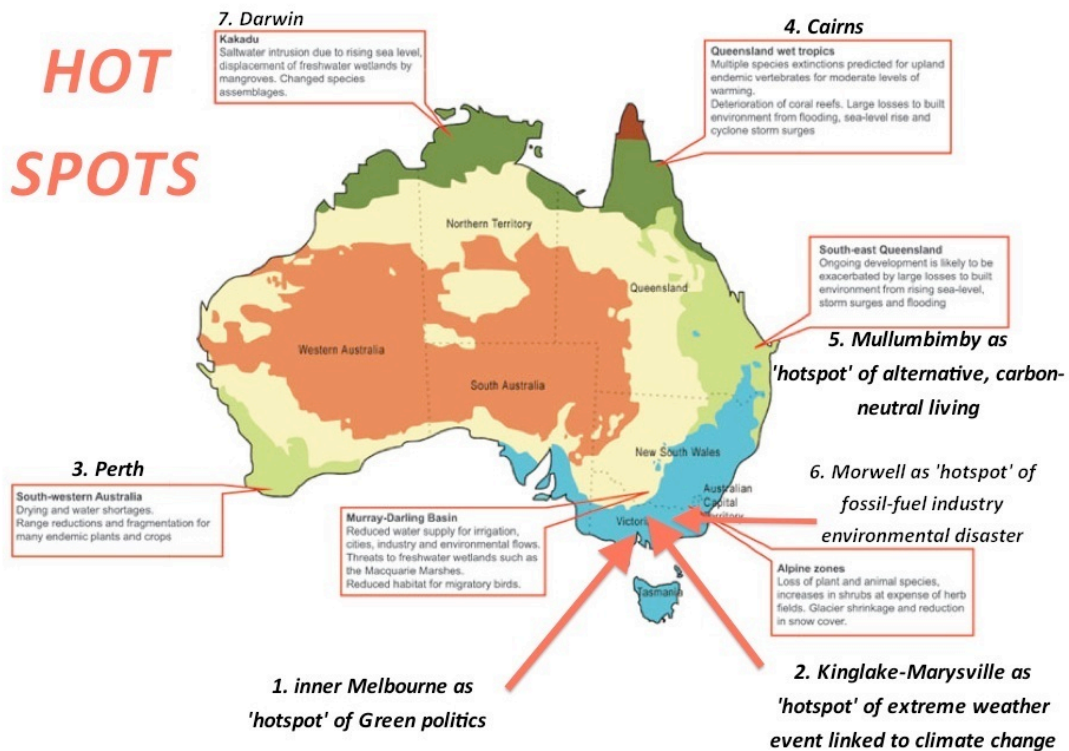 HOT
SPOTS
7. Darwin
Kakadu
Saltwater intrusion due to rising sea level,
displacement of freshwater wetlands by
mangroves. Changed species
assemblages.
4. Cairns
Queensland wet tropics
Multiple species extinctions predicted for upland
endemic vertebrates for moderate levels of
warming.
Deterioration of coral reefs. Large losses to built
environment from flooding, sea-level rise and
cyclone storm surges
Northern Territory
Queensland
Western Australia
South Australia
New South Wales
Australian
Capital
Territory
Victoria
Tasmania
South-east Queensland
Ongoing development is likely to be
exacerbated by large losses to built
environment from rising sea-level,
storm surges and flooding
5. Mullumbimby as
'hotspot' of alternative, carbon-
neutral living
3. Perth
South-western Australia
Drying and water shortages.
Range reductions and fragmentation for
many endemic plants and crops
Murray-Darling Basin
Reduced water supply for irrigation,
cities, industry and environmental flows.
Threats to freshwater wetlands such as
the Macquarie Marshes.
Reduced habitat for migratory birds.
6. Morwell as 'hotspot' of
fossil-fuel industry
environmental disaster
Alpine zones
Loss of plant and animal species,
increases in shrubs at expense of herb
fields. Glacier shrinkage and reduction
in snow cover.
1. inner Melbourne as
'hotspot' of Green politics
2. Kinglake-Marysville as
'hotspot' of extreme weather
event linked to climate change